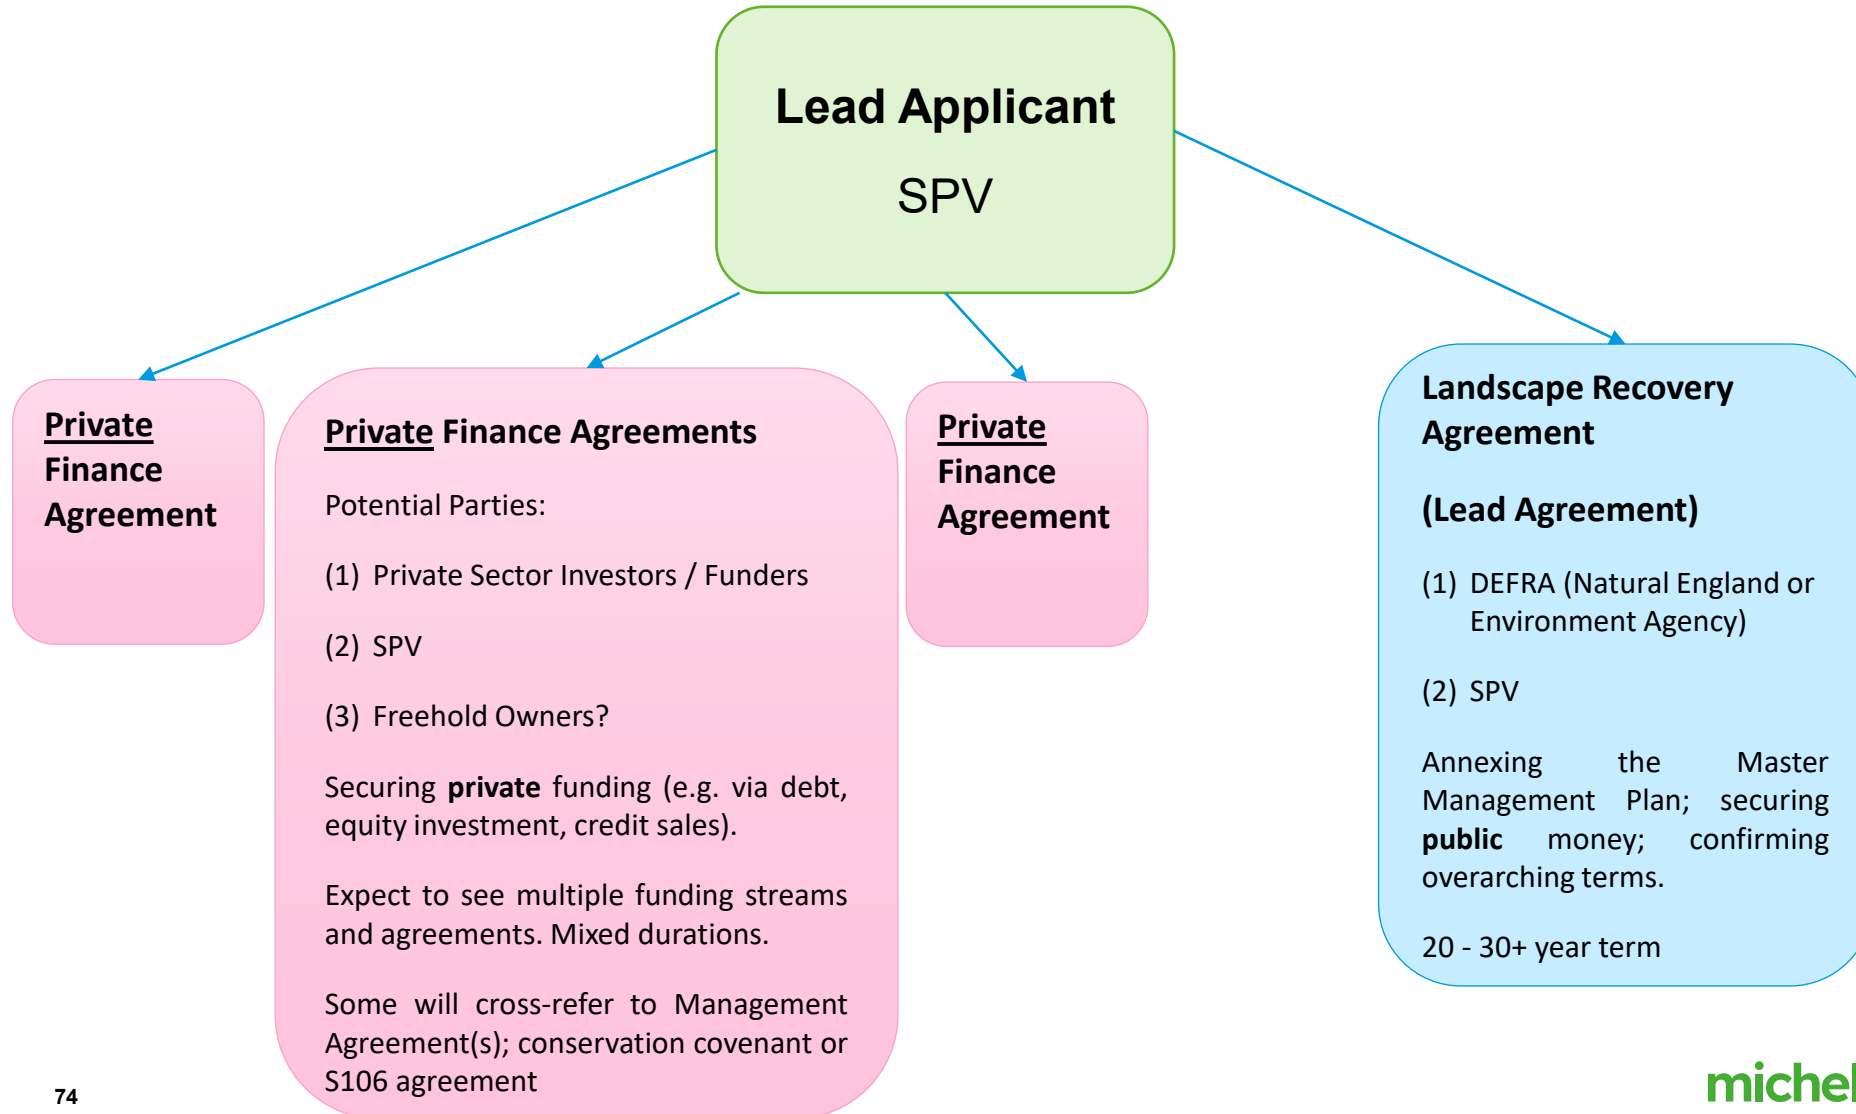 Lead Applicant
SPV
Private
Finance
Agreement
Private Finance Agreements
Potential Parties:
(1) Private Sector Investors / Funders
(2) SPV
(3) Freehold Owners?
Securing private funding (e.g. via debt,
equity investment, credit sales).
Expect to see multiple funding streams
and agreements. Mixed durations.
Some will cross-refer to Management
Agreement(s); conservation covenant or
S106 agreement
Private
Finance
Agreement
Landscape Recovery
Agreement
(Lead Agreement)
(1) DEFRA (Natural England or
Environment Agency)
(2) SPV
Annexing the Master
Management Plan; securing
public money; confirming
overarching terms.
20 - 30+ year term
74
michel